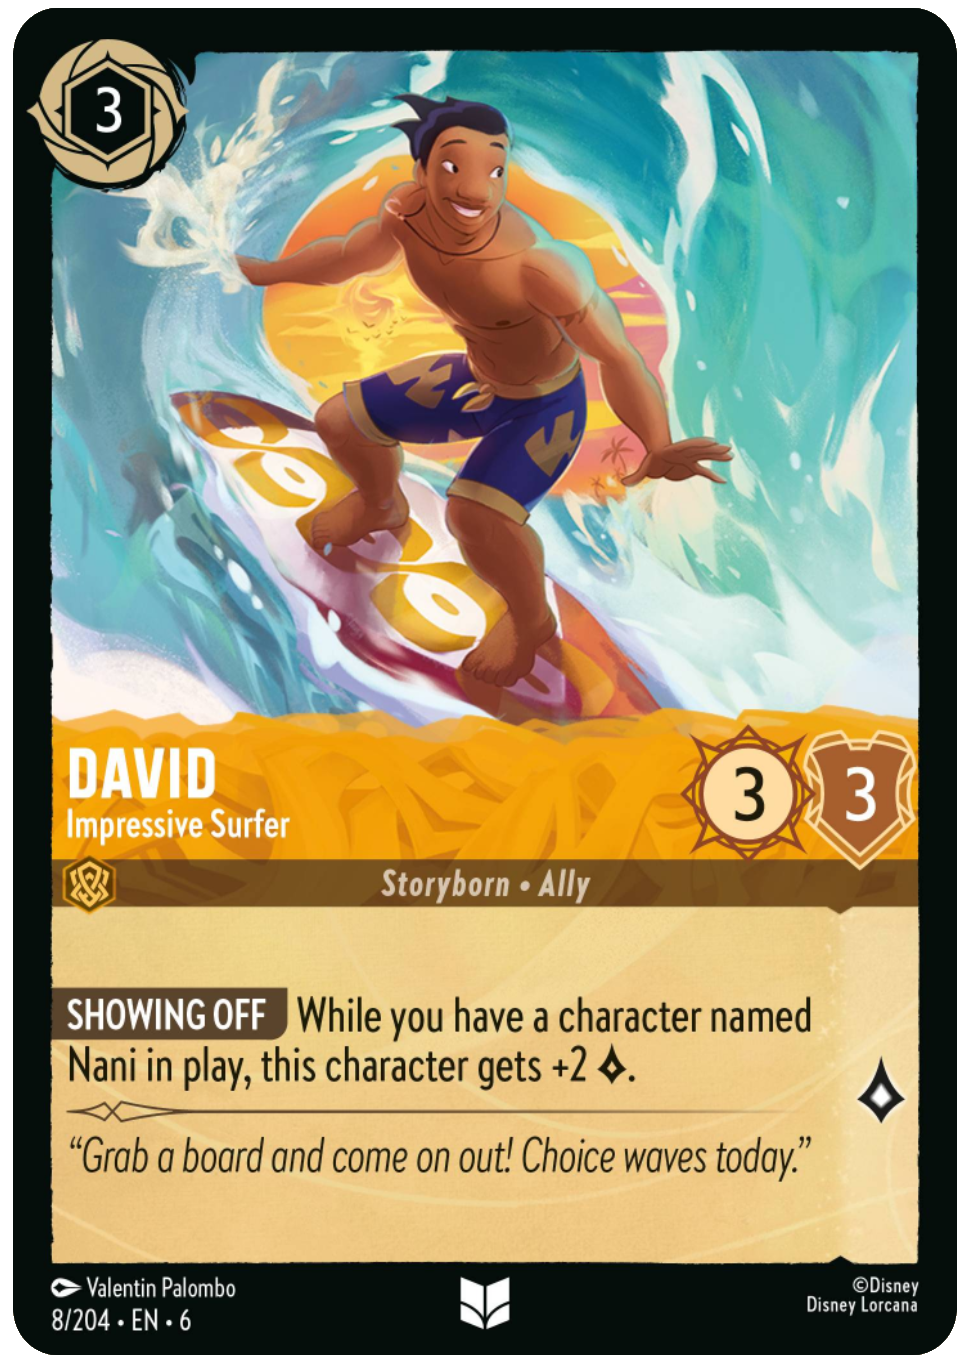 3
DAVID
Impressive Surfer
3
3
Storyborn • Ally
SHOWING OFF While you have a character named
Nani in play, this character gets +2 .
“Grab a board and come on out! Choice waves today.”
Valentin Palombo
8/204 • EN • 6
©Disney
Disney Lorcana